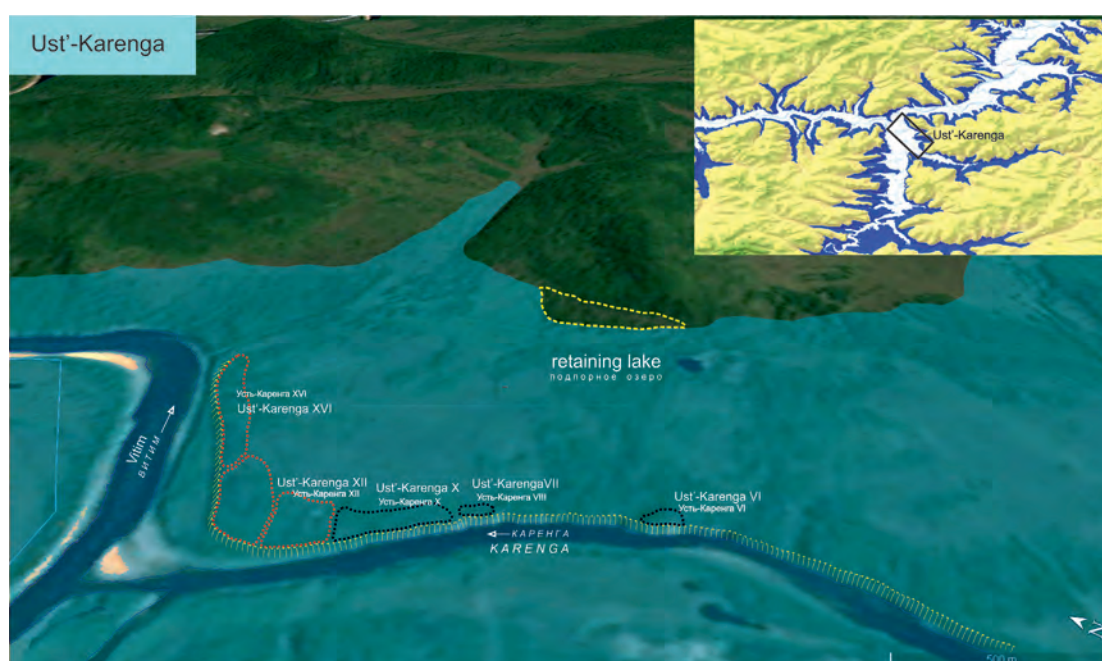 Ust'-Karenga
Ust'-Karenga
retaining lake
подпорное озеро
Усть-Каренга XVI
Ust'-Karenga XVI
Vitim
ВИТИМ
Ust'-Karenga XII
Усть-Каренга XII
Ust'-Karenga X
Усть-Каренга X
Ust'-KarengaVII
Усть-Каренга VIII
Ust'-Karenga VI
Усть-Каренга VI
КАРЕНГА
KARENGA
N
500 m